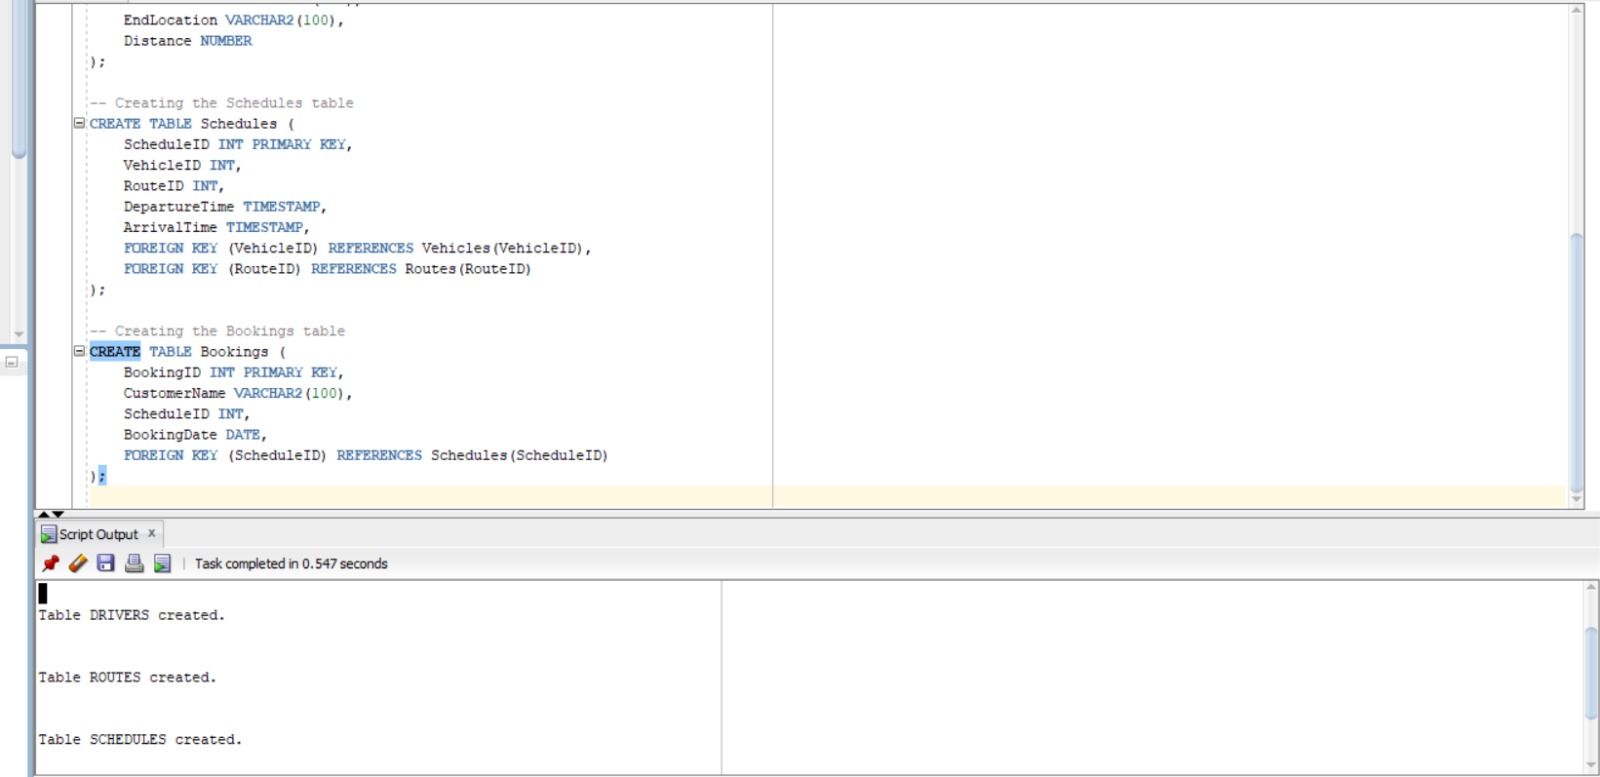 EndLocation VARCHAR2(100),
Distance NUMBER
);
-- Creating the Schedules table
CREATE TABLE Schedules (
ScheduleID INT PRIMARY KEY,
VehicleID INT,
RouteID INT,
DepartureTime TIMESTAMP,
ArrivalTime TIMESTAMP,
FOREIGN KEY (VehicleID) REFERENCES Vehicles(VehicleID),
FOREIGN KEY (RouteID) REFERENCES Routes(RouteID)
);
-- Creating the Bookings table
CREATE TABLE Bookings (
BookingID INT PRIMARY KEY,
CustomerName VARCHAR2(100),
ScheduleID INT,
BookingDate DATE,
FOREIGN KEY (ScheduleID) REFERENCES Schedules(ScheduleID)
);
Script Output x
Task completed in 0.547 seconds
Table DRIVERS created.
Table ROUTES created.
Table SCHEDULES created.